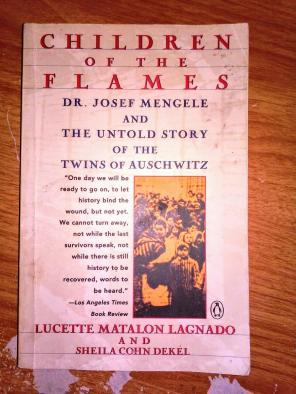 CHILDREN
OF THE
FLAMES
DR. JOSEF MENGELE
AND
THE UNTOLD STORY
OF THE
TWINS OF AUSCHWITZ
"One day we will be
ready to go on, to let
history bind the
wound, but not yet.
We cannot turn away,
not while the last
survivors speak, not
while there is still
history to be
recovered, words to
be heard."
—Los Angeles Times
Book Review
LUCETTE MATALON LAGNADO
AND
SHEILA COHN DEKEL